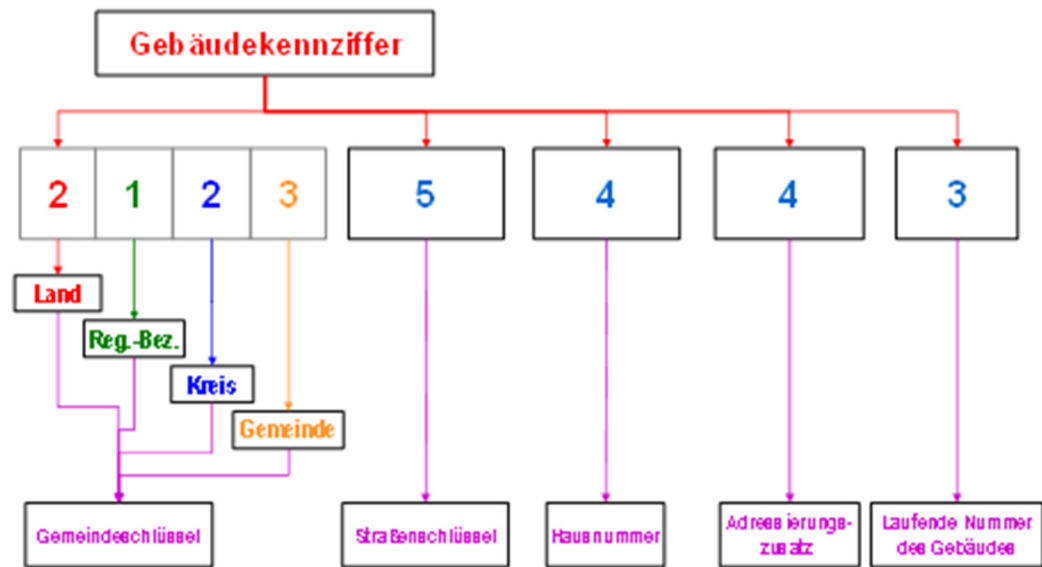 Gebäudekennziffer
2 1 2 3 5 4 4 3
Land
Reg.-Bez.
Kreis
Gemeinde
Gemeindeschlüssel
Straßenschlüssel
Hausnummer
Adressierungs-
zusatz
Laufende Nummer
des Gebäudes